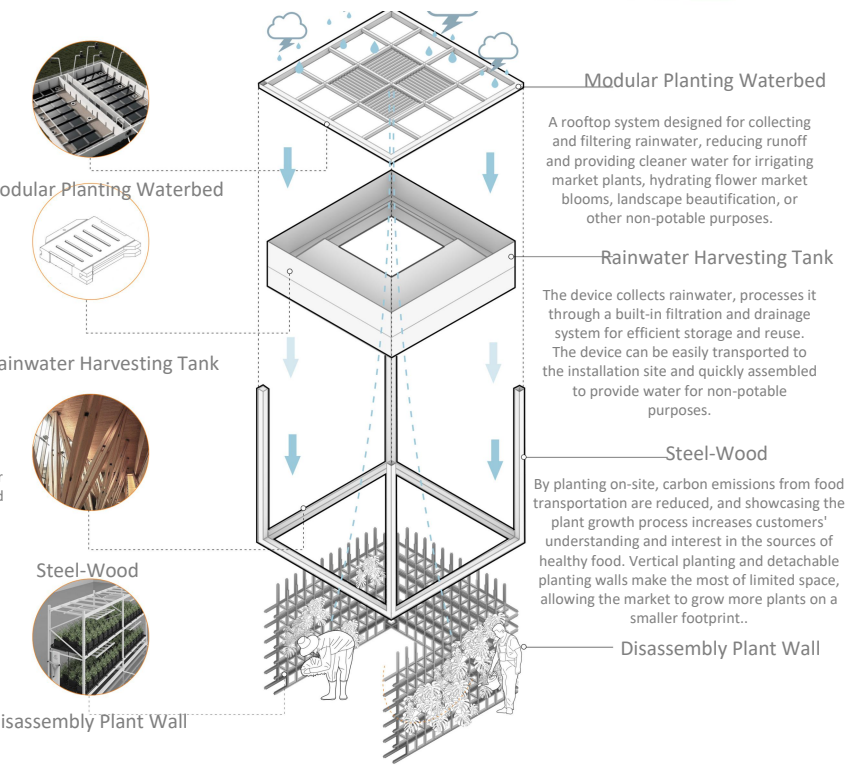 Modular Planting Waterbed
A rooftop system designed for collecting
and filtering rainwater, reducing runoff
and providing cleaner water for irrigating
market plants, hydrating flower market
blooms, landscape beautification, or
other non-potable purposes.
odular Planting Waterbed
Rainwater Harvesting Tank
The device collects rainwater, processes it
through a built-in filtration and drainage
system for efficient storage and reuse.
The device can be easily transported to
the installation site and quickly assembled
to provide water for non-potable
purposes.
ainwater Harvesting Tank
Steel-Wood
By planting on-site, carbon emissions from food
transportation are reduced, and showcasing the
plant growth process increases customers'
understanding and interest in the sources of
healthy food. Vertical planting and detachable
planting walls make the most of limited space,
allowing the market to grow more plants on a
smaller footprint..
Steel-Wood
Disassembly Plant Wall
isassembly Plant Wall